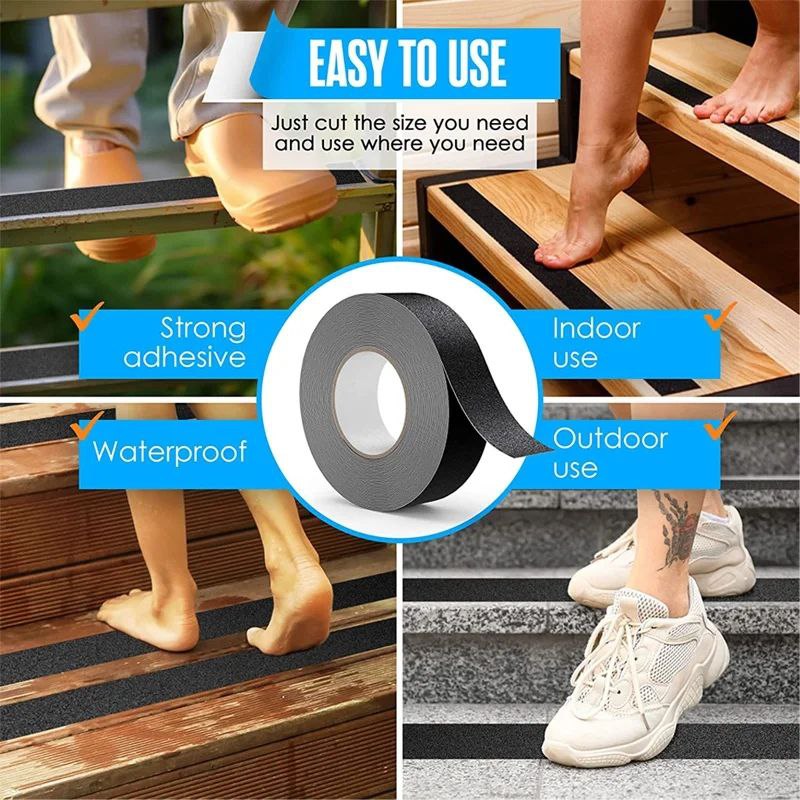 EASY TO USE
Just cut the size you need
and use where you need
Strong
adhesive
Indoor
use
Waterproof
Outdoor
use